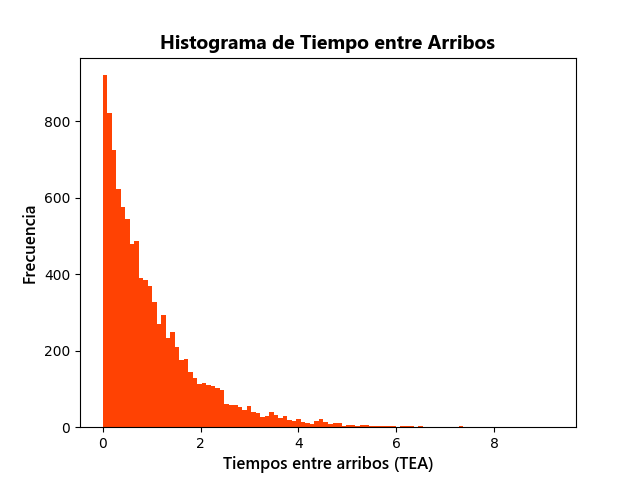 Histograma de Tiempo entre Arribos
Frecuencia
800
600
400
200
0
0 2 4 6 8
Tiempos entre arribos (TEA)